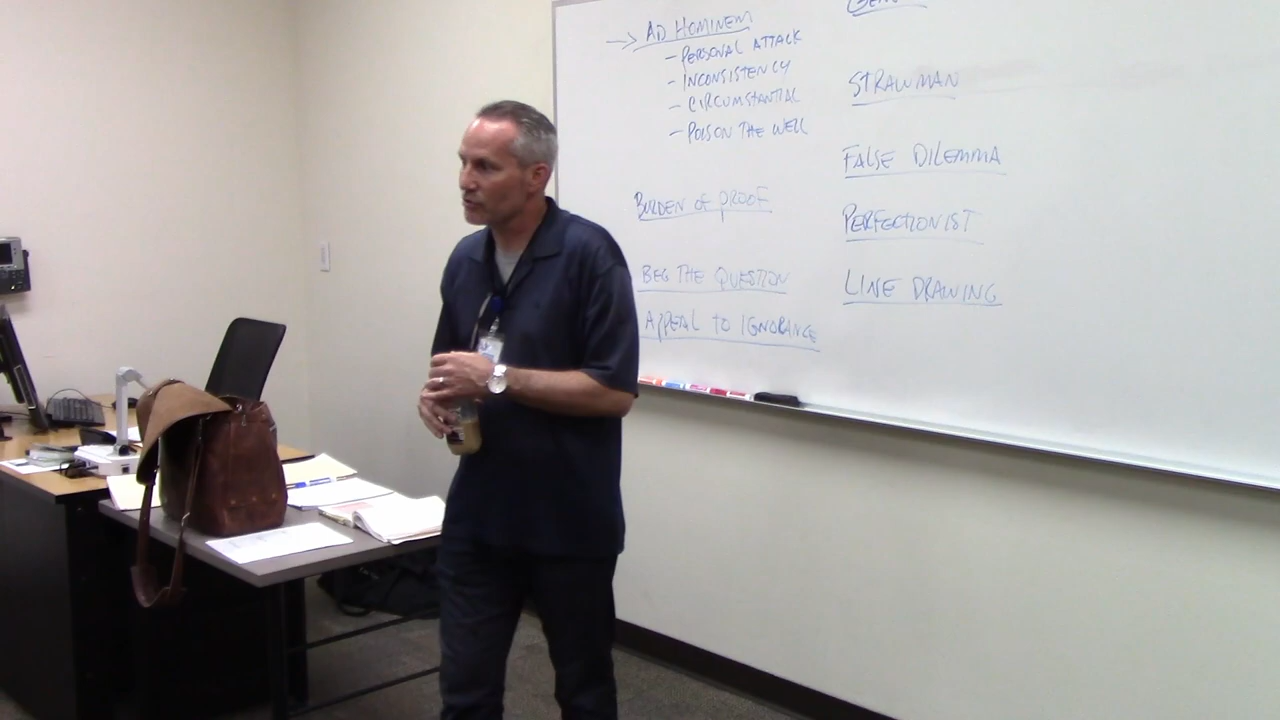 → AD HOMINEM
- PERSONAL ATTACK
- INCONSISTENCY
- CIRCUMSTANTIAL
- POISON THE WELL
BURDEN OF PROOF
BEG THE QUESTION
APPEAL TO IGNORANCE
STRAWMAN
FALSE DILEMMA
PERFECTIONIST
LINE DRAWING